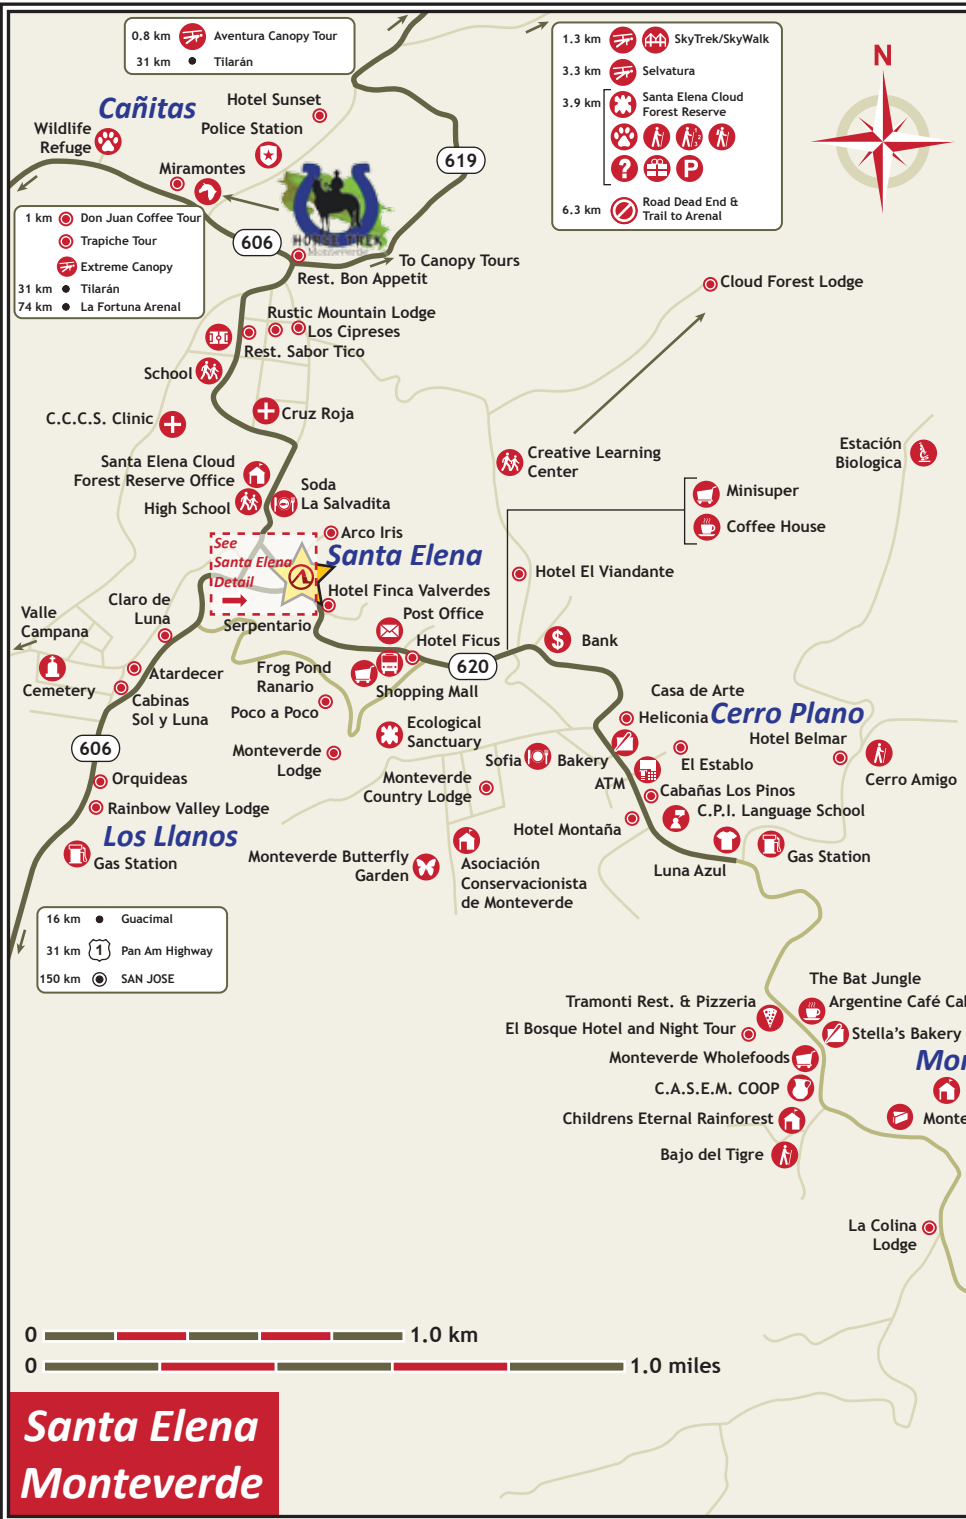 0.8 km Aventura Canopy Tour
31 km Tilarán
1.3 km SkyTrek/SkyWalk
3.3 km Selvatura
3.9 km Santa Elena Cloud
Forest Reserve
?
P
6.3 km Road Dead End &
Trail to Arenal
N
Cañitas
Hotel Sunset
Wildlife
Refuge
Police Station
Miramontes
619
HORSE TREK
Monteverde
1 km Don Juan Coffee Tour
Trapiche Tour
Extreme Canopy
31 km Tilarán
74 km La Fortuna Arenal
606
To Canopy Tours
Rest. Bon Appetit
Cloud Forest Lodge
Rustic Mountain Lodge
Los Cipreses
Rest. Sabor Tico
School
C.C.C.S. Clinic
Cruz Roja
Creative Learning
Center
Estación
Biologica
Santa Elena Cloud
Forest Reserve Office
Soda
La Salvadita
High School
Minisuper
Coffee House
Arco Iris
See
Santa Elena
Detail
Santa Elena
Hotel El Viandante
Hotel Finca Valverdes
Claro de
Luna
Valle
Campana
Serpentario
Post Office
Hotel Ficus
$ Bank
620
Cemetery
Atardecer
Cabinas
Sol y Luna
Frog Pond
Ranario
Shopping Mall
Poco a Poco
Casa de Arte
Heliconia
Cerro Plano
Hotel Belmar
606
Ecological
Sanctuary
Monteverde
Lodge
Sofia
Bakery
El Establo
Cerro Amigo
Orquideas
Monteverde
Country Lodge
ATM
Cabañas Los Pinos
C.P.I. Language School
Rainbow Valley Lodge
Los Llanos
Hotel Montaña
Gas Station
Monteverde Butterfly
Garden
Asociación
Conservacionista
de Monteverde
Luna Azul
Gas Station
16 km Guacimal
31 km 1 Pan Am Highway
150 km SAN JOSE
The Bat Jungle
Tramonti Rest. & Pizzeria
Argentine Café Cal
El Bosque Hotel and Night Tour
Stella's Bakery
Monteverde Wholefoods
Mon
C.A.S.E.M. COOP
Childrens Eternal Rainforest
Monte
Bajo del Tigre
La Colina
Lodge
0 1.0 km
0 1.0 miles
Santa Elena
Monteverde